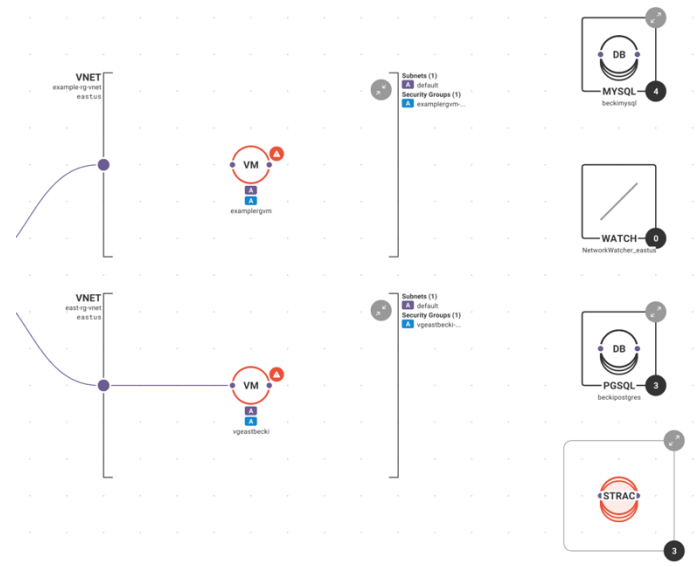 VNET
example-rg-vnet
eastus
VM
A
A
examplergvm
Subnets (1)
A default
Security Groups (1)
A examplergvm-...
DB
MYSQL
4
beckimysql
WATCH
0
NetworkWatcher_eastus
VNET
east-rg-vnet
eastus
VM
A
A
vgeastbecki
Subnets (1)
A default
Security Groups (1)
A vgeastbecki-...
DB
PGSQL
3
beckipostgres
STRAC
3